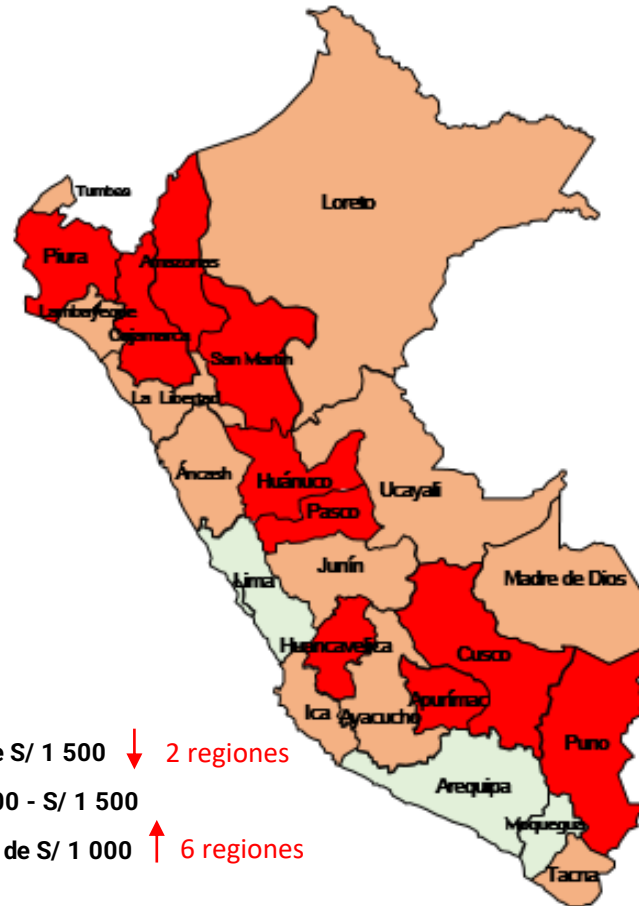 Tumbes
Loreto
Piura
Amazonas
Lambayeque
Cajamarca
San Martín
La Libertad
Áncash
Huánuco
Ucayali
Pasco
Junín
Lima
Madre de Dios
Huancavelica
Cusco
Apurímac
Ica
Ayacucho
Puno
e S/ 1 500 ↓ 2 regiones
Arequipa
00 - S/ 1 500
Moquegua
de S/ 1 000 ↑ 6 regiones
Tacna